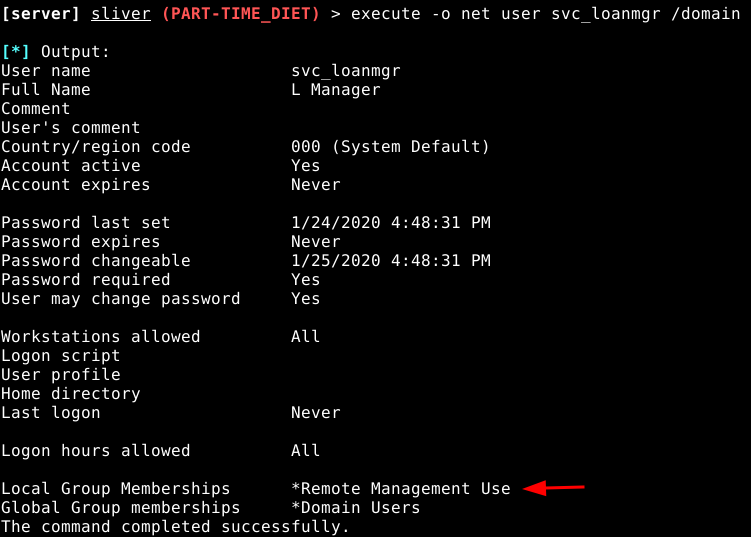 [server] sliver (PART-TIME_DIET) > execute -o net user svc_loanmgr /domain
[*] Output:
User name svc_loanmgr
Full Name L Manager
Comment
User's comment
Country/region code 000 (System Default)
Account active Yes
Account expires Never
Password last set 1/24/2020 4:48:31 PM
Password expires Never
Password changeable 1/25/2020 4:48:31 PM
Password required Yes
User may change password Yes
Workstations allowed All
Logon script
User profile
Home directory
Last logon Never
Logon hours allowed All
Local Group Memberships *Remote Management Use
Global Group memberships *Domain Users
The command completed successfully.